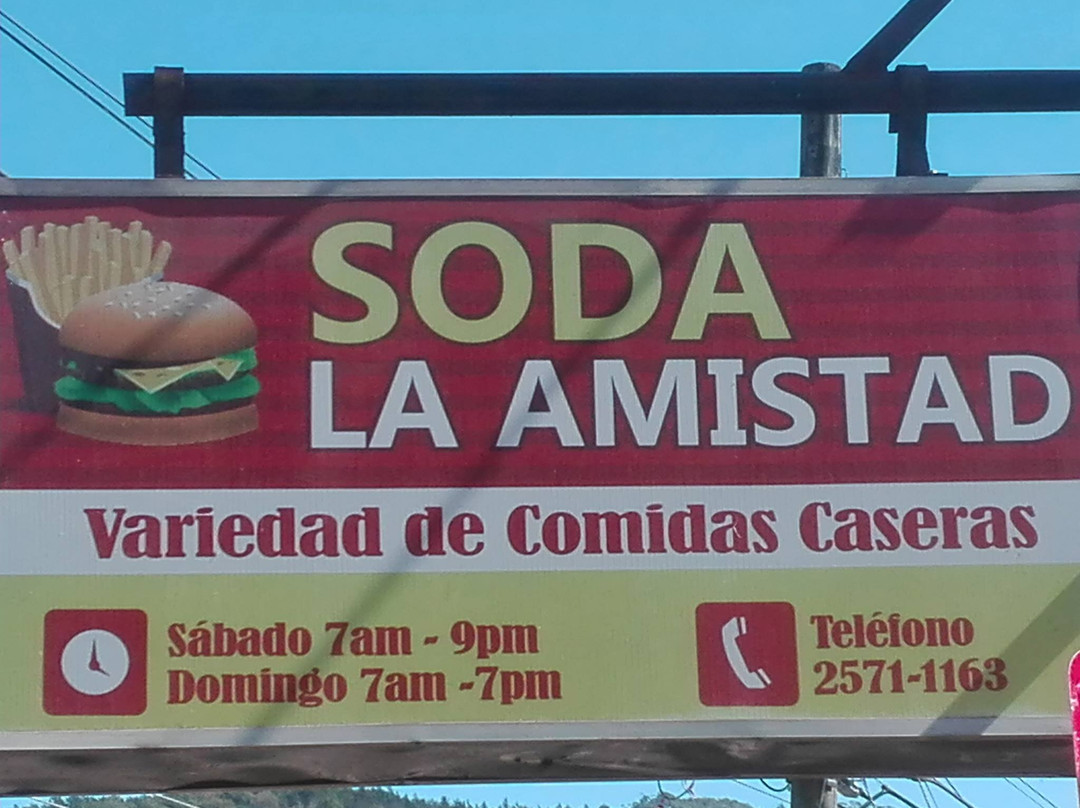 SODA
LA AMISTAD
Variedad de Comidas Caseras
Sábado 7am - 9pm
Domingo 7am -7pm
Teléfono
2571-1163